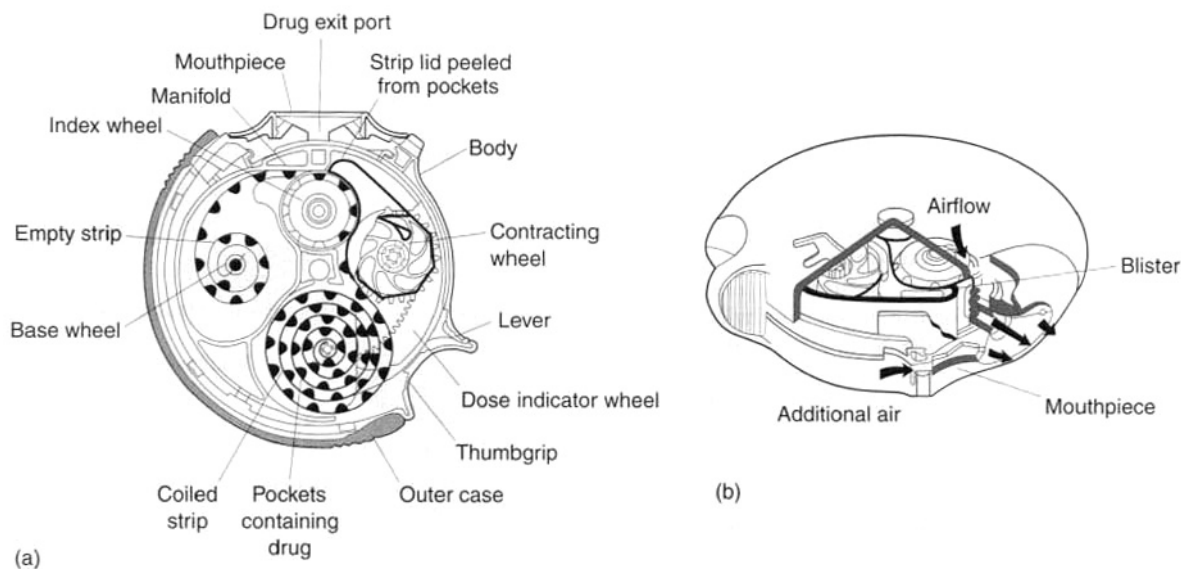 Drug exit port
Mouthpiece
Strip lid peeled
from pockets
Manifold
Index wheel
Body
Empty strip
Contracting
wheel
Base wheel
Lever
Dose indicator wheel
Thumbgrip
Coiled
strip
Pockets
containing
drug
Outer case
(a)
Airflow
Blister
Additional air
Mouthpiece
(b)